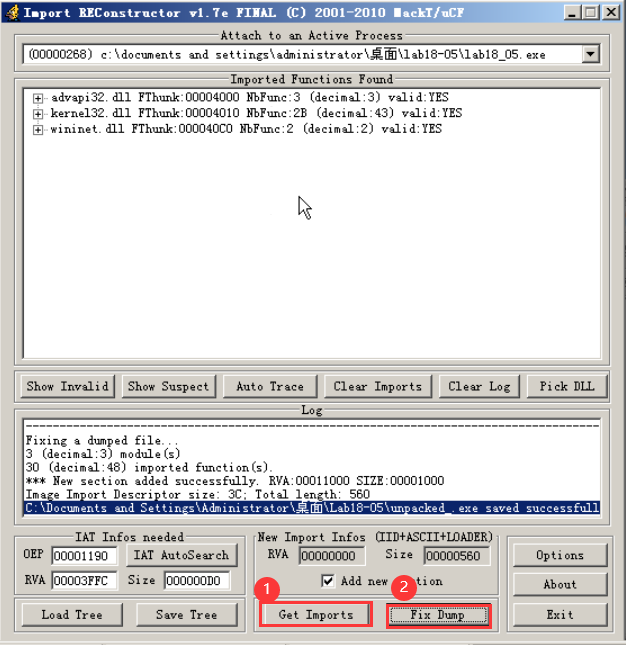 Import REConstructor v1.7e FINAL (C) 2001-2010 MackT/uCF
Attach to an Active Process
(00000268) c:\documents and settings\administrator\桌面\lab18-05\lab18_05.exe
Imported Functions Found
advapi32.dll FThunk:00004000 NbFunc:3 (decimal:3) valid:YES
kernel32.dll FThunk:00004010 NbFunc:2B (decimal:43) valid:YES
wininet.dll FThunk:000040C0 NbFunc:2 (decimal:2) valid:YES
Show Invalid Show Suspect Auto Trace Clear Imports Clear Log Pick DLL
Log
Fixing a dumped file...
3 (decimal:3) module(s)
30 (decimal:48) imported function(s).
*** New section added successfully. RVA:00011000 SIZE:00001000
Image Import Descriptor size: 3C; Total length: 560
C:\Documents and Settings\Administrator\桌面\Lab18-05\unpacked_.exe saved successfull
IAT Infos needed New Import Infos (IID+ASCII+LOADER)
OEP 00001190 IAT AutoSearch RVA 00000000 Size 00000560 Options
RVA 00003FFC Size 000000D0 Add new tion About
1 2
Load Tree Save Tree Get Imports Fix Dump Exit